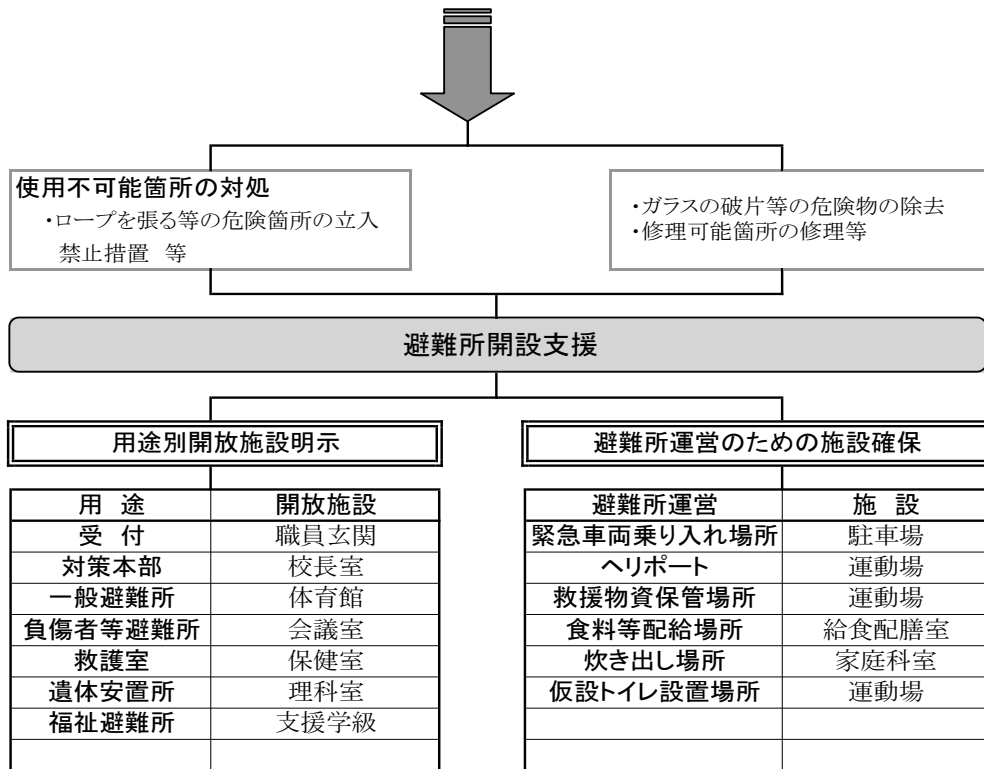 使用不可能箇所の対処
・ロープを張る等の危険箇所の立入
禁止措置 等
・ガラスの破片等の危険物の除去
・修理可能箇所の修理等
避難所開設支援
用途別開放施設明示
用 途 開放施設
受 付 職員玄関
対策本部 校長室
一般避難所 体育館
負傷者等避難所 会議室
救護室 保健室
遺体安置所 理科室
福祉避難所 支援学級
避難所運営のための施設確保
避難所運営 施 設
緊急車両乗り入れ場所 駐車場
ヘリポート 運動場
救援物資保管場所 運動場
食料等配給場所 給食配膳室
炊き出し場所 家庭科室
仮設トイレ設置場所 運動場